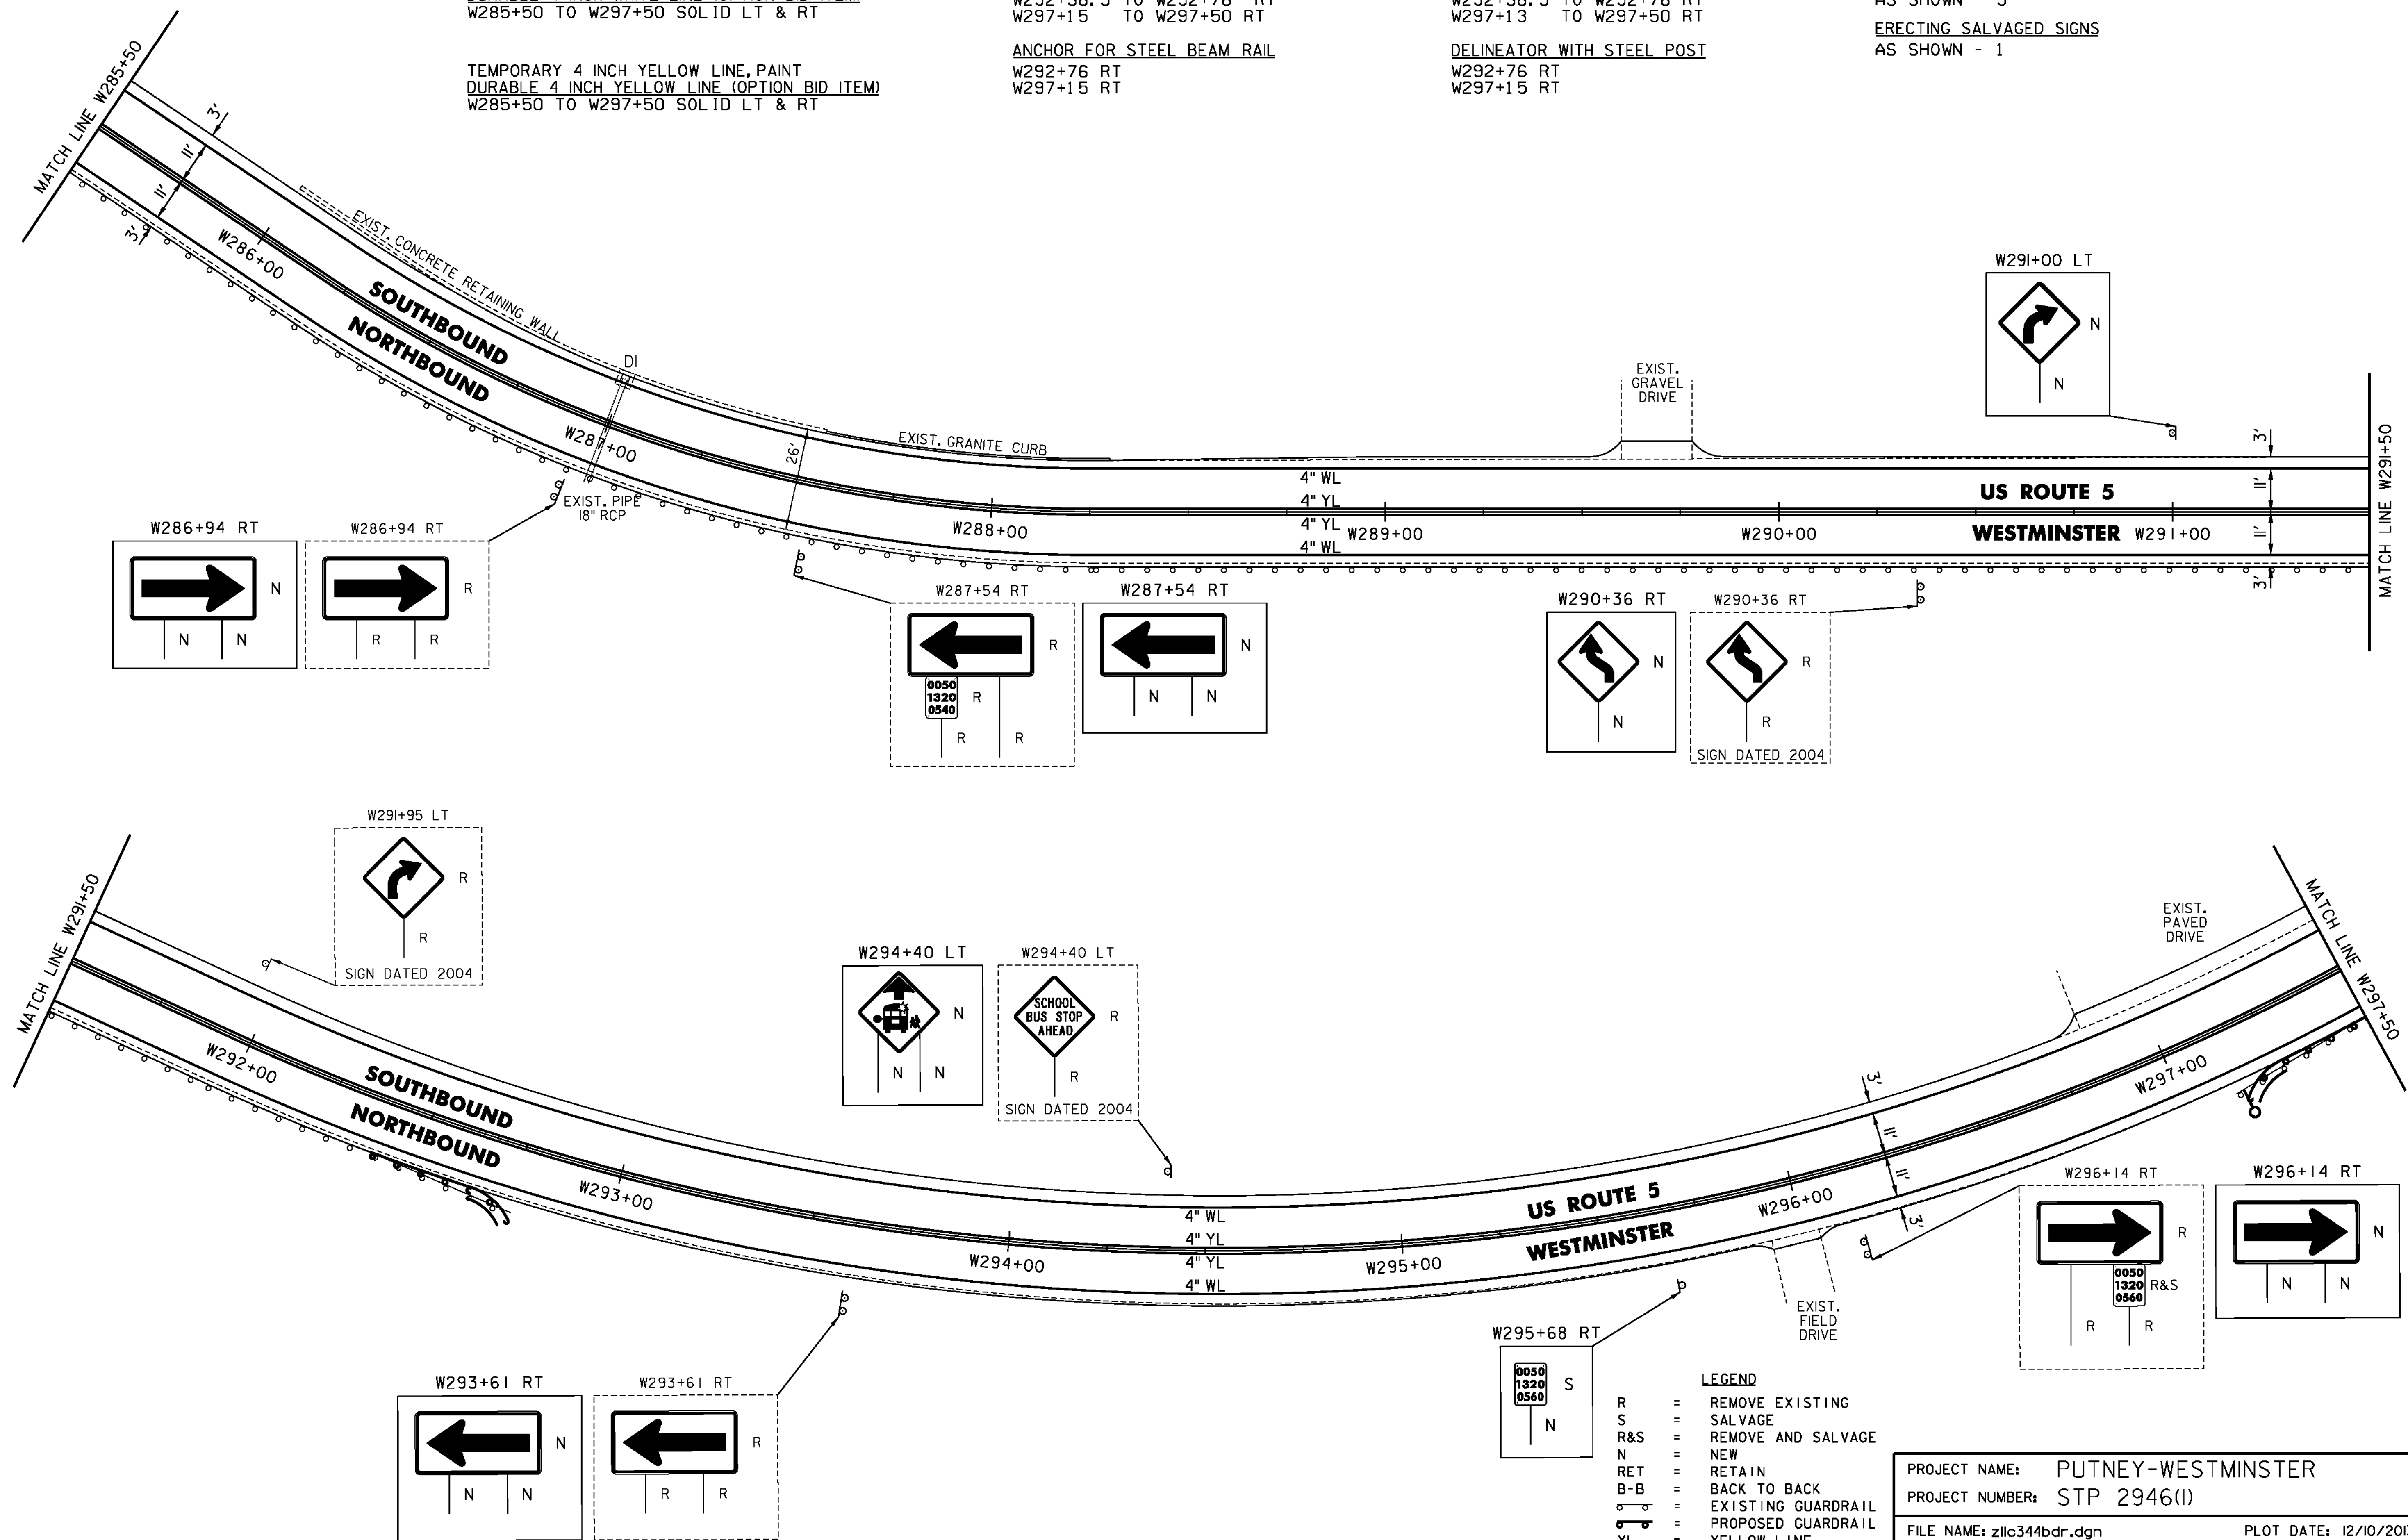 W285+50 TO W297+50 SOLID LT & RT
TEMPORARY 4 INCH YELLOW LINE, PAINT
DURABLE 4 INCH YELLOW LINE (OPTION BID ITEM)
W285+50 TO W297+50 SOLID LT & RT
W297+15 TO W297+50 RT
ANCHOR FOR STEEL BEAM RAIL
W292+76 RT
W297+15 RT
W297+13 TO W297+50 RT
DELINEATOR WITH STEEL POST
W292+76 RT
W297+15 RT
ERECTING SALVAGED SIGNS
AS SHOWN - 1
MATCH LINE W285+50
3'
11'
11'
3'
W286+00
EXIST. CONCRETE RETAINING WALL
SOUTHBOUND
NORTHBOUND
DI
W287+00
EXIST. PIPE
18" RCP
26'
EXIST. GRANITE CURB
W288+00
4" WL
4" YL
4" YL
4" WL
W289+00
EXIST.
GRAVEL
DRIVE
W290+00
US ROUTE 5
WESTMINSTER
W291+00
W291+00 LT
N
N
3'
11'
11'
3'
MATCH LINE W291+50
W286+94 RT
N
N N
W286+94 RT
R
R R
W287+54 RT
R
0050
1320
0540
R
R R
W287+54 RT
N
N N
W290+36 RT
N
N
W290+36 RT
R
R
SIGN DATED 2004
MATCH LINE W291+50
W291+95 LT
R
R
SIGN DATED 2004
W292+00
SOUTHBOUND
NORTHBOUND
W293+00
W294+40 LT
N
N N
W294+40 LT
SCHOOL
BUS STOP
AHEAD
R
R
SIGN DATED 2004
W294+00
4" WL
4" YL
4" YL
4" WL
W295+00
US ROUTE 5
WESTMINSTER
W296+00
3'
11'
11'
3'
EXIST.
PAVED
DRIVE
W297+00
MATCH LINE W297+50
EXIST.
FIELD
DRIVE
W296+14 RT
R
0050
1320
0560
R&S
R R
W296+14 RT
N
N N
W293+61 RT
N
N N
W293+61 RT
R
R R
W295+68 RT
0050
1320
0560
S
N
LEGEND
R = REMOVE EXISTING
S = SALVAGE
R&S = REMOVE AND SALVAGE
N = NEW
RET = RETAIN
B-B = BACK TO BACK
= EXISTING GUARDRAIL
= PROPOSED GUARDRAIL
PROJECT NAME: PUTNEY-WESTMINSTER
PROJECT NUMBER: STP 2946(1)
FILE NAME: z11c344bdr.dgn PLOT DATE: 12/10/201